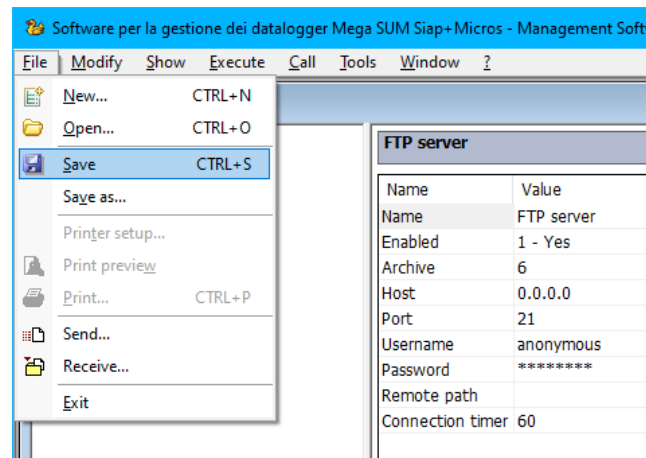 Software per la gestione dei datalogger Mega SUM Siap+Micros - Management Soft
File Modify Show Execute Call Tools Window ?
New... CTRL+N
Open... CTRL+O
Save CTRL+S
Save as...
Printer setup...
Print preview
Print... CTRL+P
Send...
Receive...
Exit
FTP server
Name Value
Name FTP server
Enabled 1 - Yes
Archive 6
Host 0.0.0.0
Port 21
Username anonymous
Password ********
Remote path
Connection timer 60